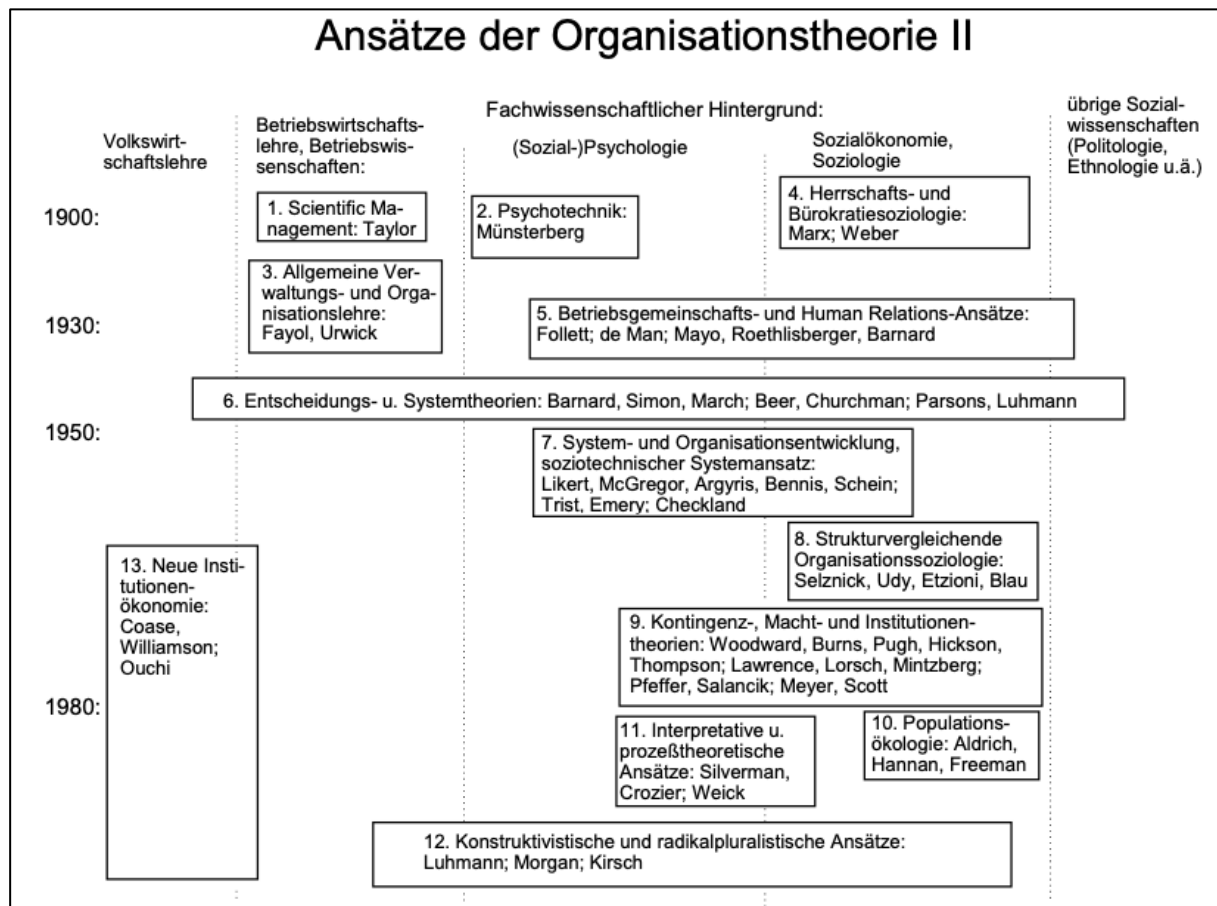 Ansätze der Organisationstheorie II
Fachwissenschaftlicher Hintergrund:
Volkswirt-
schaftslehre
Betriebswirtschafts-
lehre, Betriebswis-
senschaften:
(Sozial-)Psychologie
Sozialökonomie,
Soziologie
übrige Sozial-
wissenschaften
(Politologie,
Ethnologie u.ä.)
1900:
1. Scientific Ma-
nagement: Taylor
2. Psychotechnik:
Münsterberg
4. Herrschafts- und
Bürokratiesoziologie:
Marx; Weber
3. Allgemeine Ver-
waltungs- und Orga-
nisationslehre:
Fayol, Urwick
1930:
5. Betriebsgemeinschafts- und Human Relations-Ansätze:
Follett; de Man; Mayo, Roethlisberger, Barnard
6. Entscheidungs- u. Systemtheorien: Barnard, Simon, March; Beer, Churchman; Parsons, Luhmann
1950:
7. System- und Organisationsentwicklung,
soziotechnischer Systemansatz:
Likert, McGregor, Argyris, Bennis, Schein;
Trist, Emery; Checkland
8. Strukturvergleichende
Organisationssoziologie:
Selznick, Udy, Etzioni, Blau
13. Neue Insti-
tutionen-
ökonomie:
Coase,
Williamson;
Ouchi
9. Kontingenz-, Macht- und Institutionen-
theorien: Woodward, Burns, Pugh, Hickson,
Thompson; Lawrence, Lorsch, Mintzberg;
Pfeffer, Salancik; Meyer, Scott
1980:
11. Interpretative u.
prozeßtheoretische
Ansätze: Silverman,
Crozier; Weick
10. Populations-
ökologie: Aldrich,
Hannan, Freeman
12. Konstruktivistische und radikalpluralistische Ansätze:
Luhmann; Morgan; Kirsch